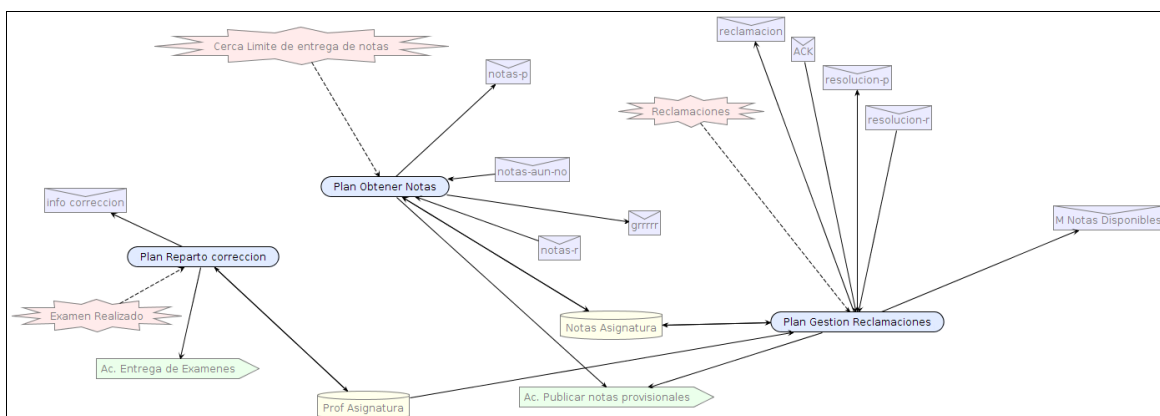 reclamacion
Cerca Limite de entrega de notas
ACK
notas-p
resolucion-p
Reclamaciones
resolucion-r
notas-aun-no
Plan Obtener Notas
info correccion
grrrrr
M Notas Disponibles
notas-r
Plan Reparto correccion
Examen Realizado
Notas Asignatura
Plan Gestion Reclamaciones
Ac. Entrega de Examenes
Prof Asignatura
Ac. Publicar notas provisionales